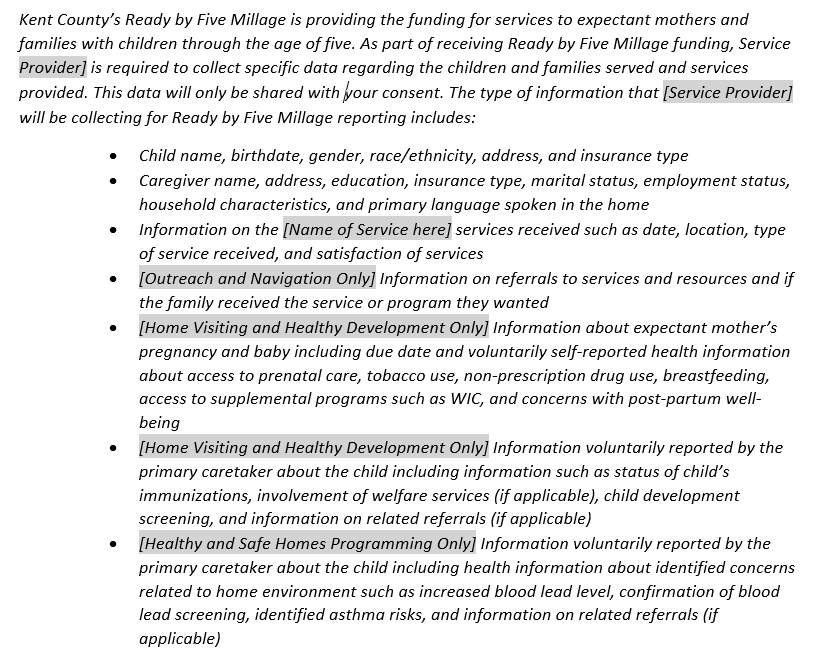 Kent County’s Ready by Five Millage is providing the funding for services to expectant mothers and
families with children through the age of five. As part of receiving Ready by Five Millage funding, Service
Provider] is required to collect specific data regarding the children and families served and services
provided. This data will only be shared with your consent. The type of information that [Service Provider]
will be collecting for Ready by Five Millage reporting includes:
• Child name, birthdate, gender, race/ethnicity, address, and insurance type
• Caregiver name, address, education, insurance type, marital status, employment status,
household characteristics, and primary language spoken in the home
• Information on the [Name of Service here] services received such as date, location, type
of service received, and satisfaction of services
• [Outreach and Navigation Only] Information on referrals to services and resources and if
the family received the service or program they wanted
• [Home Visiting and Healthy Development Only] Information about expectant mother’s
pregnancy and baby including due date and voluntarily self-reported health information
about access to prenatal care, tobacco use, non-prescription drug use, breastfeeding,
access to supplemental programs such as WIC, and concerns with post-partum well-
being
• [Home Visiting and Healthy Development Only] Information voluntarily reported by the
primary caretaker about the child including information such as status of child’s
immunizations, involvement of welfare services (if applicable), child development
screening, and information on related referrals (if applicable)
• [Healthy and Safe Homes Programming Only] Information voluntarily reported by the
primary caretaker about the child including health information about identified concerns
related to home environment such as increased blood lead level, confirmation of blood
lead screening, identified asthma risks, and information on related referrals (if
applicable)